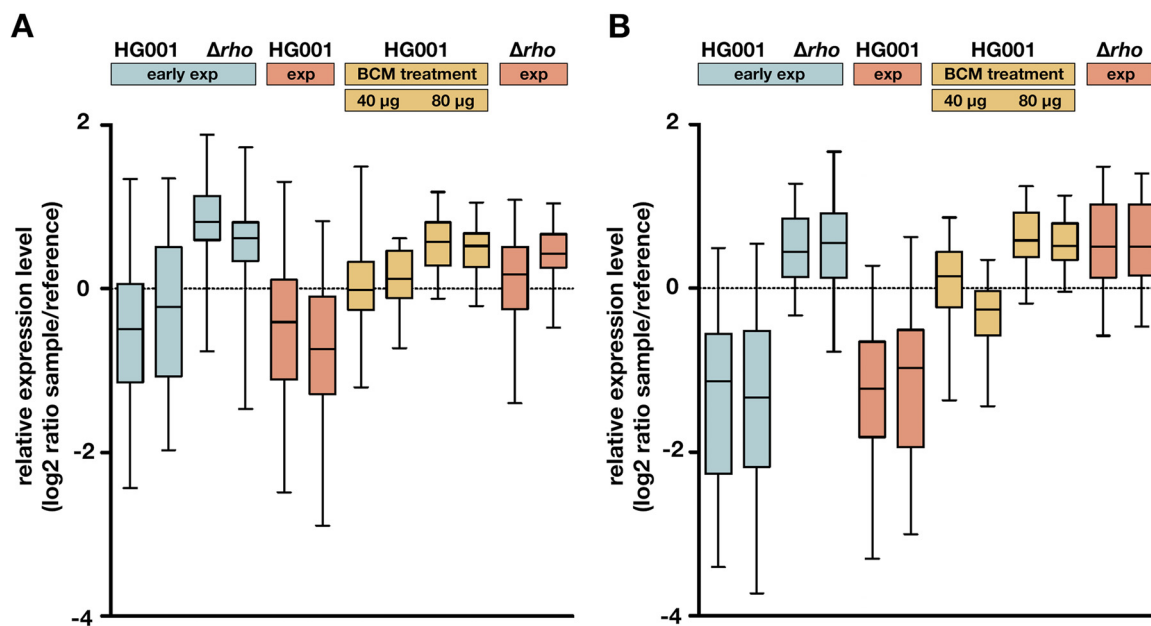 A
HG001 Δrho HG001 HG001 Δrho
early exp exp BCM treatment exp
40 µg 80 µg
2
0
-2
-4
relative expression level
(log2 ratio sample/reference)
B
HG001 Δrho HG001 HG001 Δrho
early exp exp BCM treatment exp
40 µg 80 µg
2
0
-2
-4
relative expression level
(log2 ratio sample/reference)